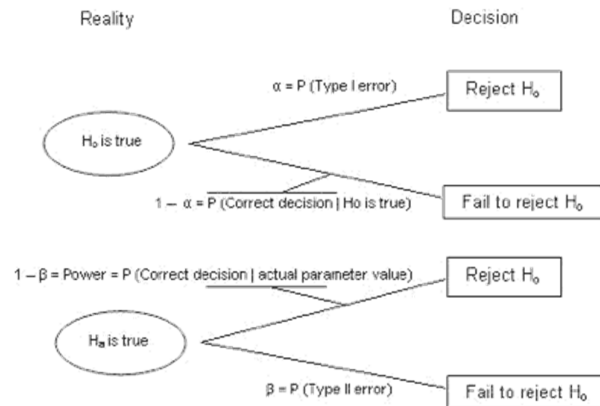 Reality Decision
α = P (Type I error)
Reject H₀
H₀ is true
1 – α = P (Correct decision | Ho is true)
Fail to reject H₀
1 – β = Power = P (Correct decision | actual parameter value)
Reject H₀
Hₐ is true
β = P (Type II error)
Fail to reject H₀